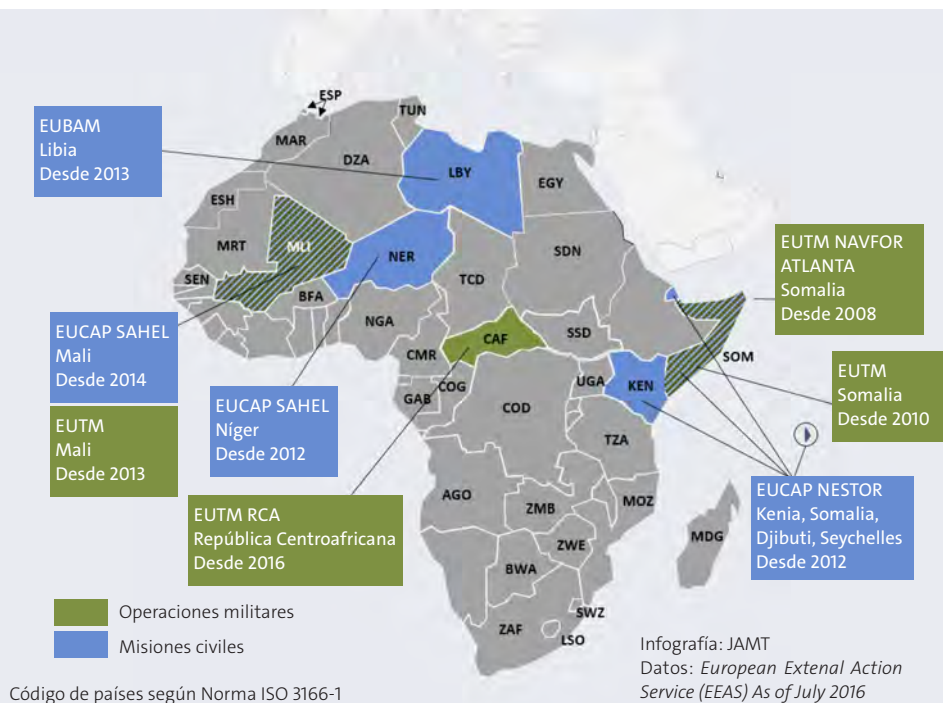 ESP
TUN
MAR
DZA
LBY
EGY
ESH
MRT
MLI
NER
SDN
TCD
SEN
BFA
NGA
CAF
SSD
SOM
CMR
UGA
KEN
COG
GAB
COD
TZA
AGO
ZMB
MOZ
MDG
ZWE
BWA
SWZ
ZAF
LSO
EUBAM
Libia
Desde 2013
EUCAP SAHEL
Mali
Desde 2014
EUTM
Mali
Desde 2013
EUCAP SAHEL
Níger
Desde 2012
EUTM RCA
República Centroafricana
Desde 2016
EUTM NAVFOR
ATLANTA
Somalia
Desde 2008
EUTM
Somalia
Desde 2010
EUCAP NESTOR
Kenia, Somalia,
Djibuti, Seychelles
Desde 2012
Operaciones militares
Misiones civiles
Código de países según Norma ISO 3166-1
Infografía: JAMT
Datos: European Extenal Action
Service (EEAS) As of July 2016